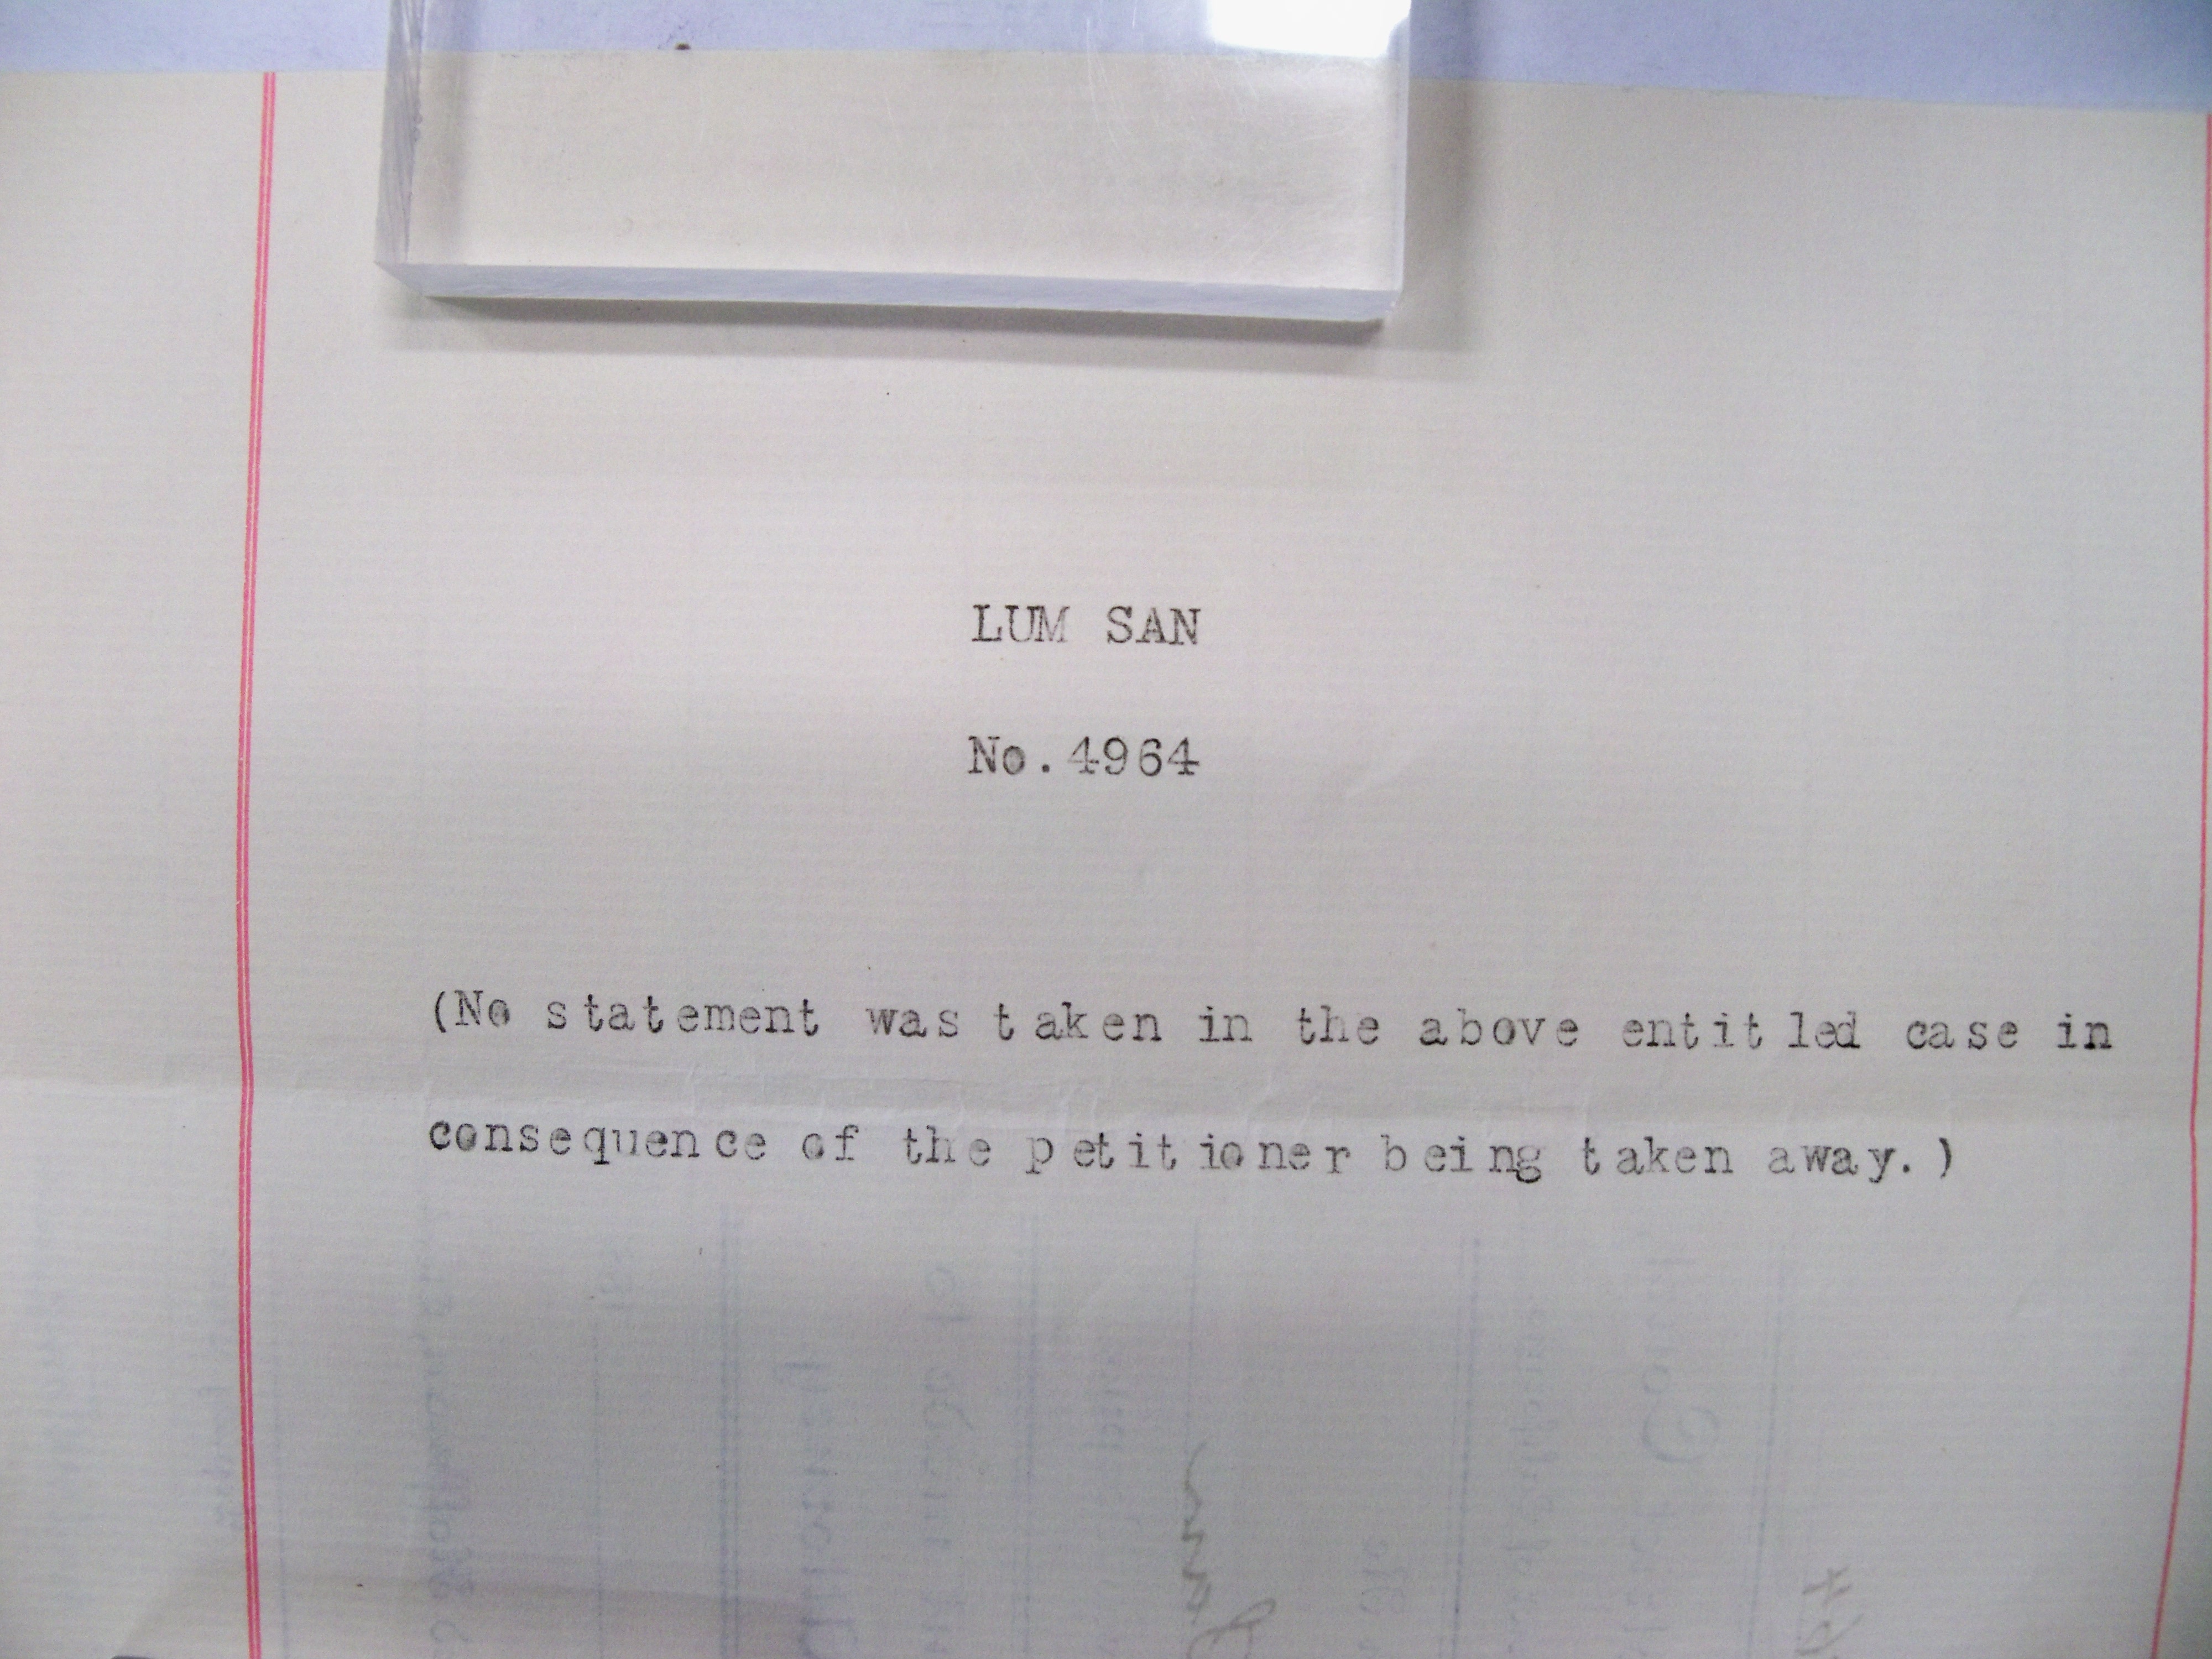 LUM SAN
No.4964
(No statement was taken in the above entitled case in
consequence of the petitioner being taken away.)